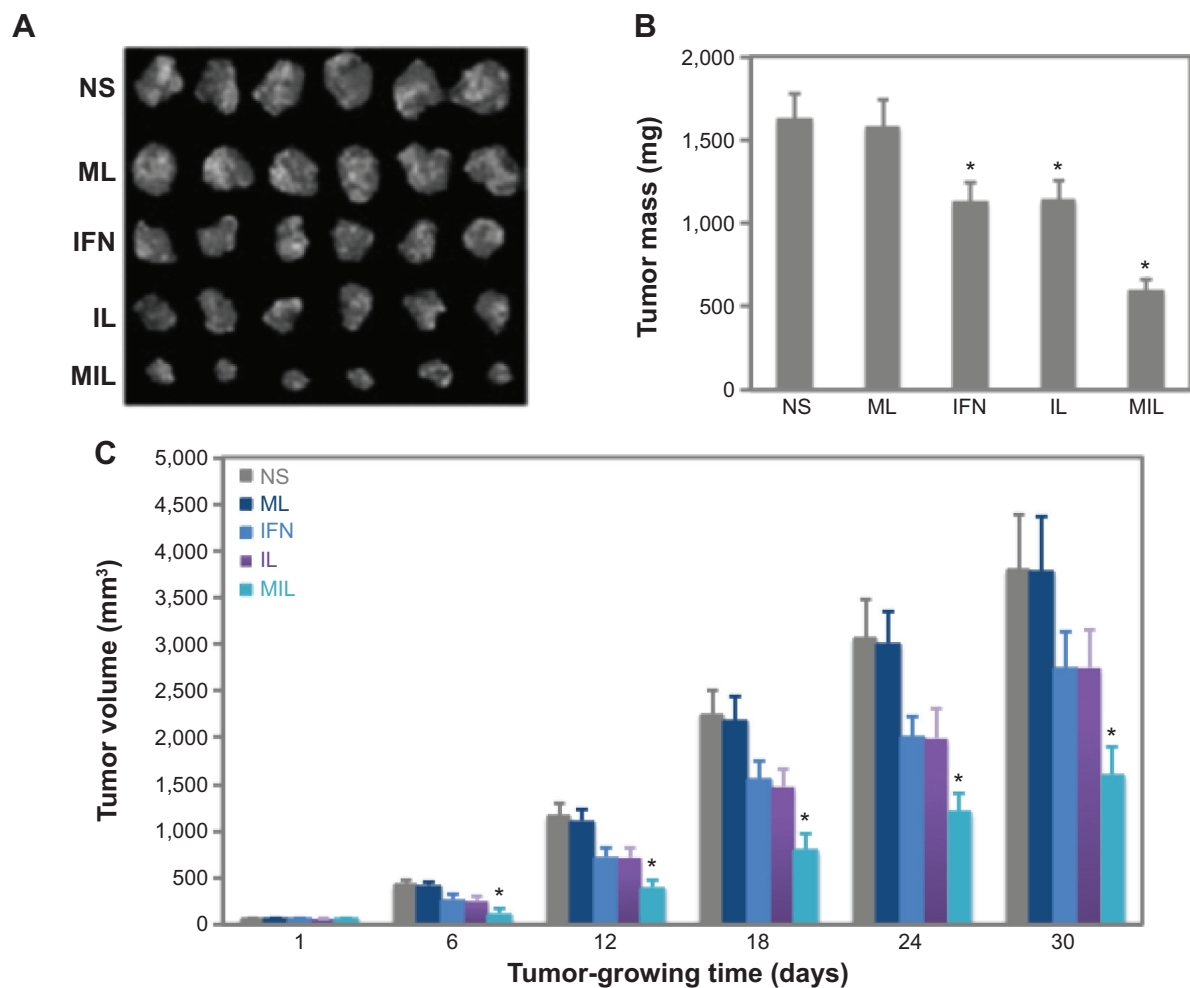 A
NS
ML
IFN
IL
MIL
B
Tumor mass (mg)
2,000
1,500
1,000
500
0
*
*
*
NS ML IFN IL MIL
C
Tumor volume (mm³)
5,000
4,500
4,000
3,500
3,000
2,500
2,000
1,500
1,000
500
0
NS
ML
IFN
IL
MIL
*
*
*
*
*
1 6 12 18 24 30
Tumor-growing time (days)